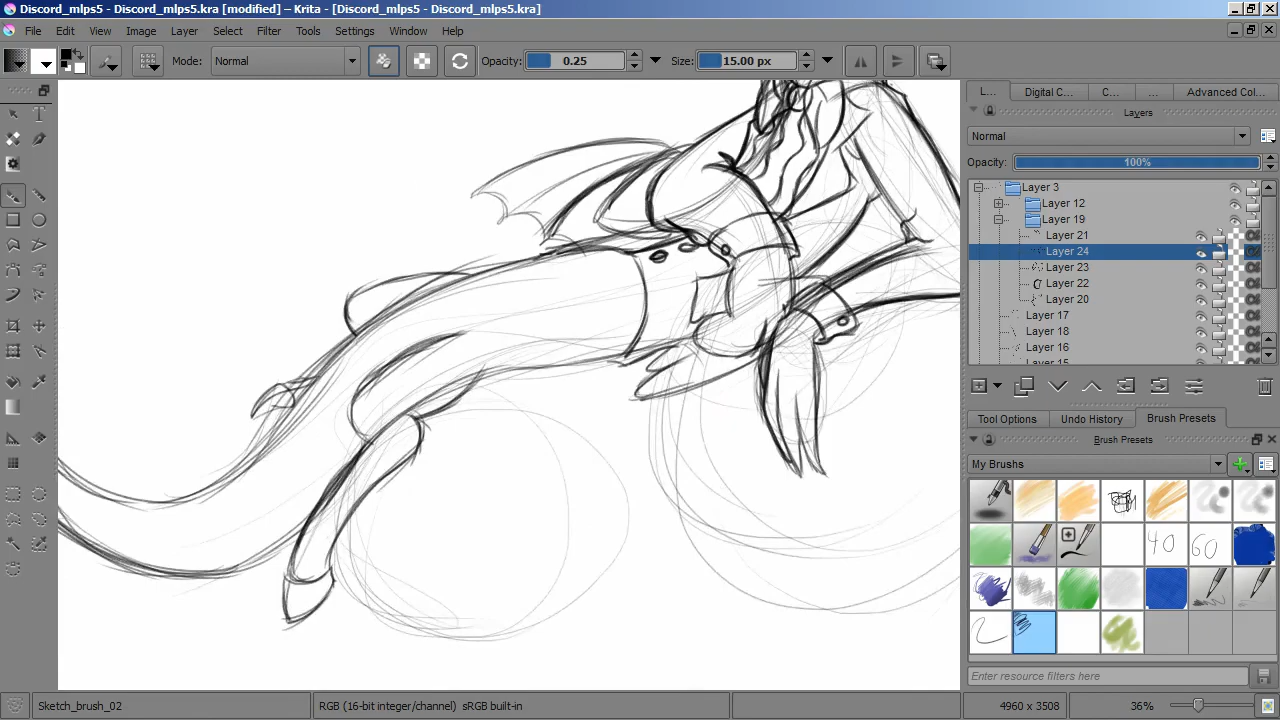 Discord_mlps5 - Discord_mlps5.kra [modified] – Krita - [Discord_mlps5 - Discord_mlps5.kra]
File Edit View Image Layer Select Filter Tools Settings Window Help
Mode: Normal Opacity: 0.25 Size: 15.00 px
L... Digital C... C... ... Advanced Col...
Layers
Normal
Opacity: 100%
Layer 3
Layer 12
Layer 19
Layer 21
Layer 24
Layer 23
Layer 22
Layer 20
Layer 17
Layer 18
Layer 16
Layer 15
Tool Options Undo History Brush Presets
Brush Presets
My Brushes
40 60
Enter resource filters here
Sketch_brush_02 RGB (16-bit integer/channel) sRGB built-in 4960 x 3508 36%